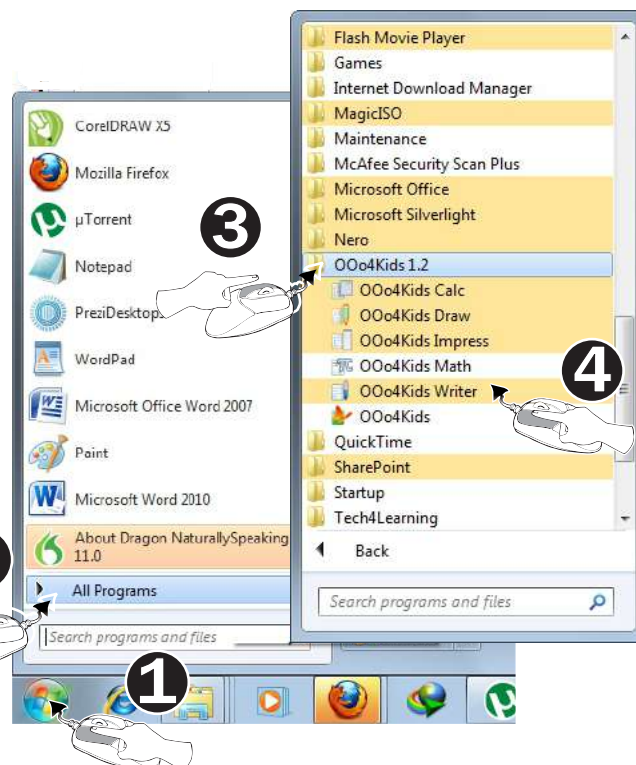 CorelDRAW X5
Mozilla Firefox
µTorrent
Notepad
PreziDesktop
WordPad
Microsoft Office Word 2007
Paint
Microsoft Word 2010
About Dragon NaturallySpeaking
11.0
All Programs
Search programs and files
1
3
Flash Movie Player
Games
Internet Download Manager
MagicISO
Maintenance
McAfee Security Scan Plus
Microsoft Office
Microsoft Silverlight
Nero
OOo4Kids 1.2
OOo4Kids Calc
OOo4Kids Draw
OOo4Kids Impress
OOo4Kids Math
OOo4Kids Writer
OOo4Kids
QuickTime
SharePoint
Startup
Tech4Learning
Back
Search programs and files
4